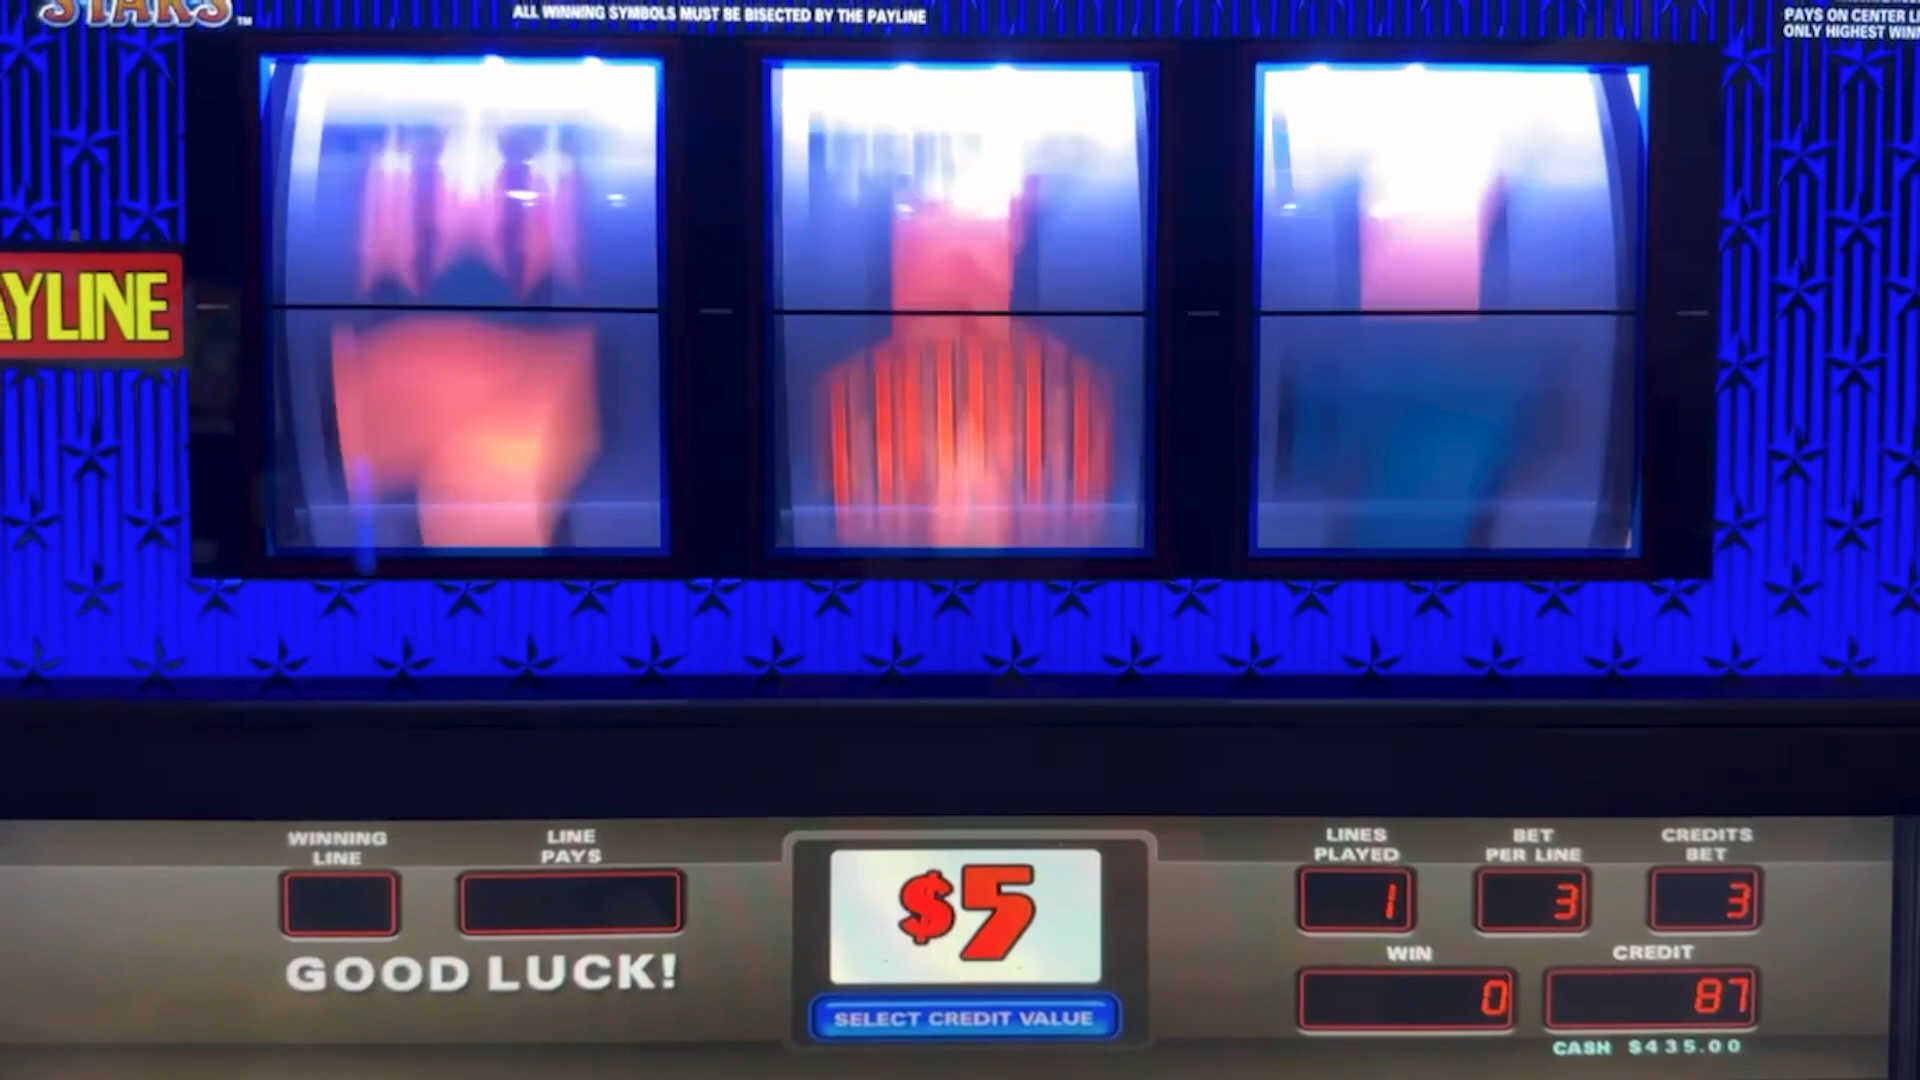 STARS™
ALL WINNING SYMBOLS MUST BE BISECTED BY THE PAYLINE
PAYS ON CENTER
ONLY HIGHEST
AYLINE
WINNING LINE
LINE PAYS
GOOD LUCK!
$5
SELECT CREDIT VALUE
LINES PLAYED
1
BET PER LINE
3
CREDITS BET
3
WIN
0
CREDIT
87
CASH $435.00